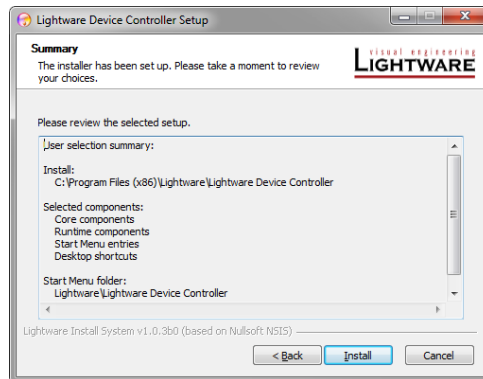 Lightware Device Controller Setup
Summary
The installer has been set up. Please take a moment to review
your choices.
visual engineering
LIGHTWARE
Please review the selected setup.
User selection summary:
Install:
C:\Program Files (x86)\Lightware\Lightware Device Controller
Selected components:
Core components
Runtime components
Start Menu entries
Desktop shortcuts
Start Menu folder:
Lightware\Lightware Device Controller
Lightware Install System v1.0.3b0 (based on Nullsoft NSIS)
< Back
Install
Cancel